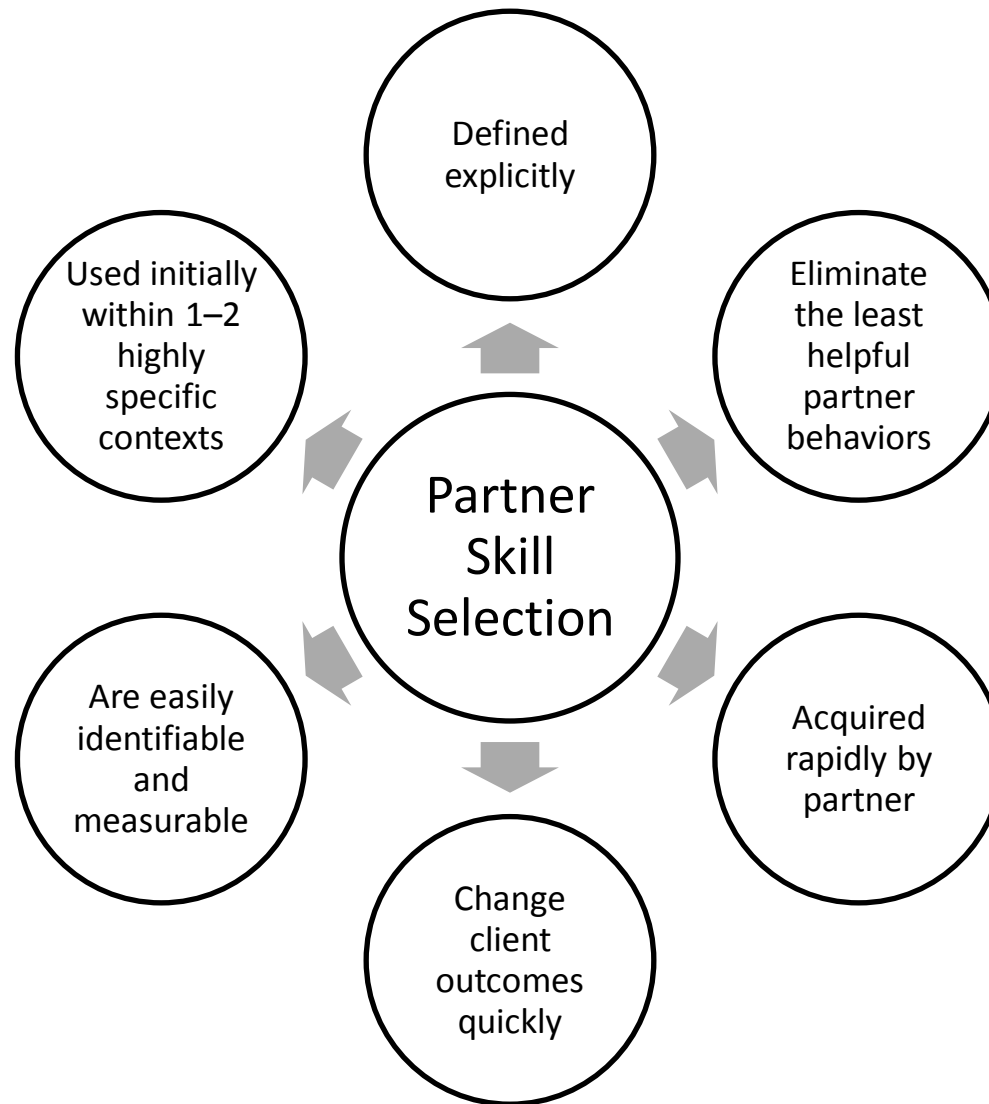 Defined
explicitly
Eliminate
the least
helpful
partner
behaviors
Acquired
rapidly by
partner
Change
client
outcomes
quickly
Are easily
identifiable
and
measurable
Used initially
within 1–2
highly
specific
contexts
Partner
Skill
Selection